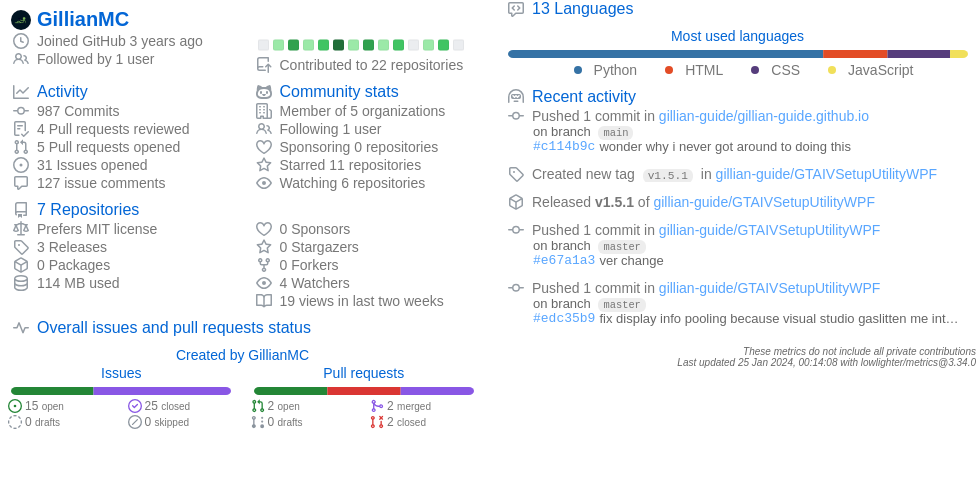 GillianMC
Joined GitHub 3 years ago
Followed by 1 user
Contributed to 22 repositories
Activity
987 Commits
4 Pull requests reviewed
5 Pull requests opened
31 Issues opened
127 issue comments
Community stats
Member of 5 organizations
Following 1 user
Sponsoring 0 repositories
Starred 11 repositories
Watching 6 repositories
7 Repositories
Prefers MIT license
3 Releases
0 Packages
114 MB used
0 Sponsors
0 Stargazers
0 Forkers
4 Watchers
19 views in last two weeks
Overall issues and pull requests status
Created by GillianMC
Issues
15 open
25 closed
0 drafts
0 skipped
Pull requests
2 open
2 merged
0 drafts
2 closed
13 Languages
Most used languages
Python HTML CSS JavaScript
Recent activity
Pushed 1 commit in gillian-guide/gillian-guide.github.io
on branch main
#c114b9c wonder why i never got around to doing this
Created new tag v1.5.1 in gillian-guide/GTAIVSetupUtilityWPF
Released v1.5.1 of gillian-guide/GTAIVSetupUtilityWPF
Pushed 1 commit in gillian-guide/GTAIVSetupUtilityWPF
on branch master
#e67a1a3 ver change
Pushed 1 commit in gillian-guide/GTAIVSetupUtilityWPF
on branch master
#edc35b9 fix display info pooling because visual studio gaslitten me int…
These metrics do not include all private contributions
Last updated 25 Jan 2024, 00:14:08 with lowlighter/metrics@3.34.0